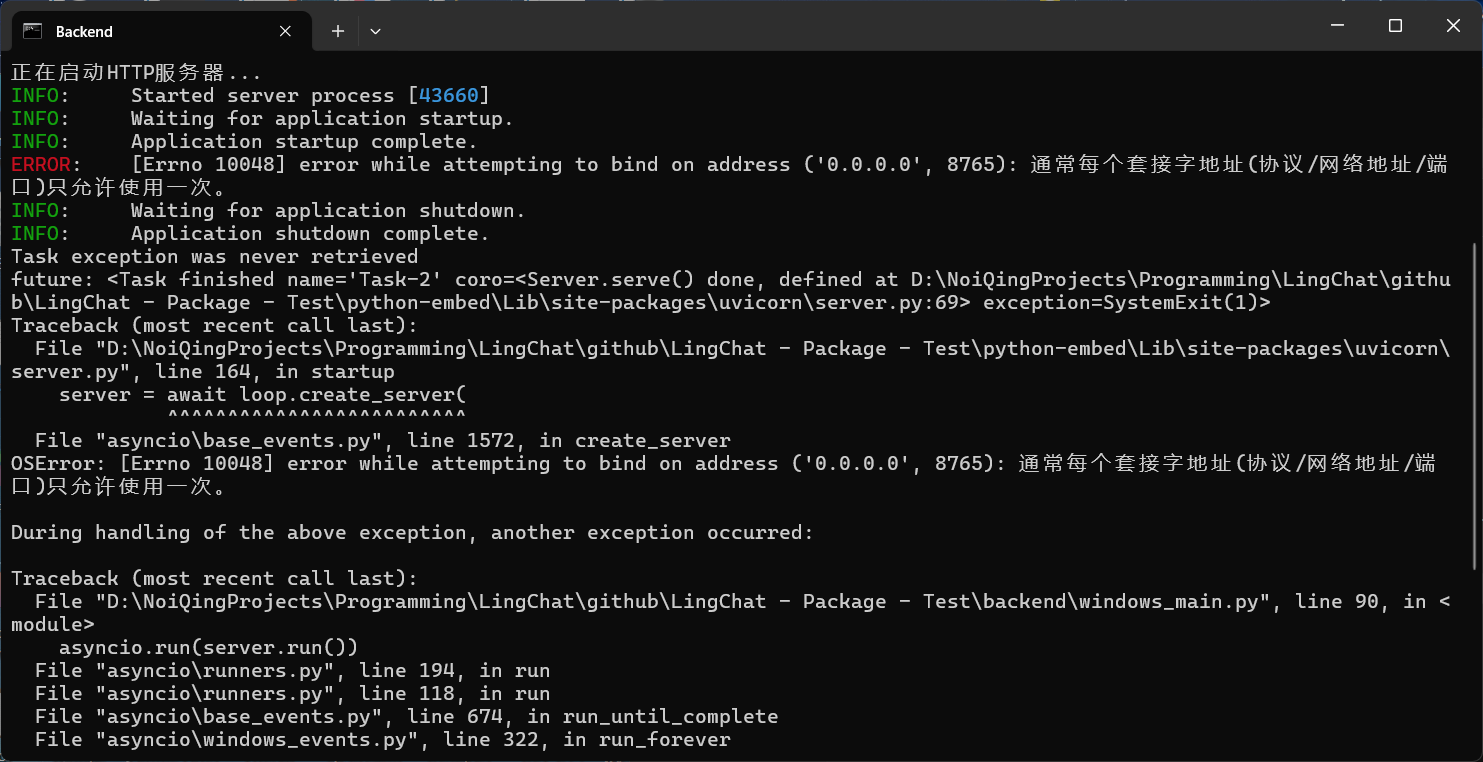 Backend
正在启动HTTP服务器...
INFO:     Started server process [43660]
INFO:     Waiting for application startup.
INFO:     Application startup complete.
ERROR:    [Errno 10048] error while attempting to bind on address ('0.0.0.0', 8765): 通常每个套接字地址(协议/网络地址/端
口)只允许使用一次。
INFO:     Waiting for application shutdown.
INFO:     Application shutdown complete.
Task exception was never retrieved
future: <Task finished name='Task-2' coro=<Server.serve() done, defined at D:\NoiQingProjects\Programming\LingChat\githu
b\LingChat - Package - Test\python-embed\Lib\site-packages\uvicorn\server.py:69> exception=SystemExit(1)>
Traceback (most recent call last):
  File "D:\NoiQingProjects\Programming\LingChat\github\LingChat - Package - Test\python-embed\Lib\site-packages\uvicorn\
server.py", line 164, in startup
    server = await loop.create_server(
             ^^^^^^^^^^^^^^^^^^^^^^^^^
  File "asyncio\base_events.py", line 1572, in create_server
OSError: [Errno 10048] error while attempting to bind on address ('0.0.0.0', 8765): 通常每个套接字地址(协议/网络地址/端
口)只允许使用一次。
During handling of the above exception, another exception occurred:
Traceback (most recent call last):
  File "D:\NoiQingProjects\Programming\LingChat\github\LingChat - Package - Test\backend\windows_main.py", line 90, in <
module>
    asyncio.run(server.run())
  File "asyncio\runners.py", line 194, in run
  File "asyncio\runners.py", line 118, in run
  File "asyncio\base_events.py", line 674, in run_until_complete
  File "asyncio\windows_events.py", line 322, in run_forever